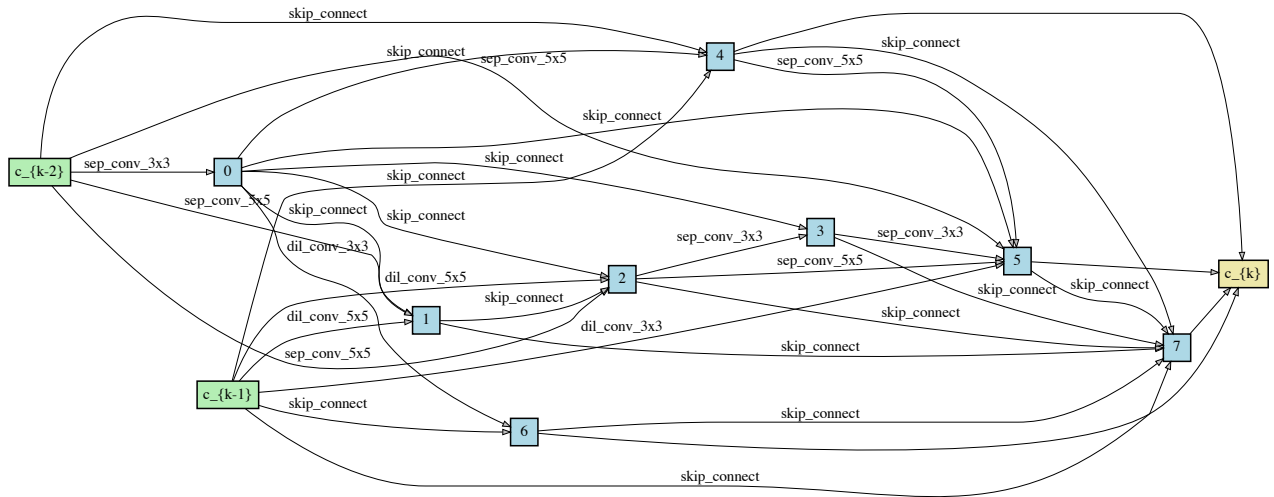 skip_connect
skip_connect
skip_connect
4
sep_conv_5x5
sep_conv_5x5
skip_connect
skip_connect
sep_conv_3x3
c_{k-2}
0
skip_connect
sep_conv_5x5
skip_connect
skip_connect
sep_conv_3x3
3
sep_conv_3x3
dil_conv_3x3
sep_conv_5x5
5
c_{k}
dil_conv_5x5
2
skip_connect
skip_connect
skip_connect
dil_conv_5x5
1
skip_connect
dil_conv_3x3
sep_conv_5x5
skip_connect
7
c_{k-1}
skip_connect
skip_connect
6
skip_connect